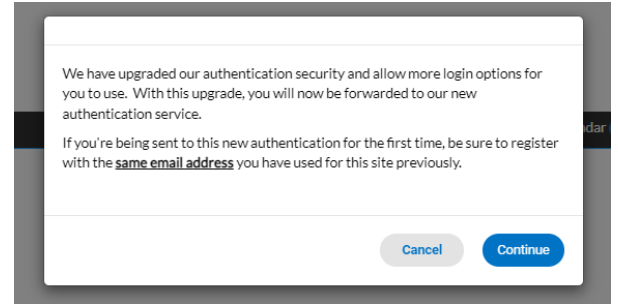 We have upgraded our authentication security and allow more login options for
you to use. With this upgrade, you will now be forwarded to our new
authentication service.
If you're being sent to this new authentication for the first time, be sure to register
with the same email address you have used for this site previously.
Cancel
Continue